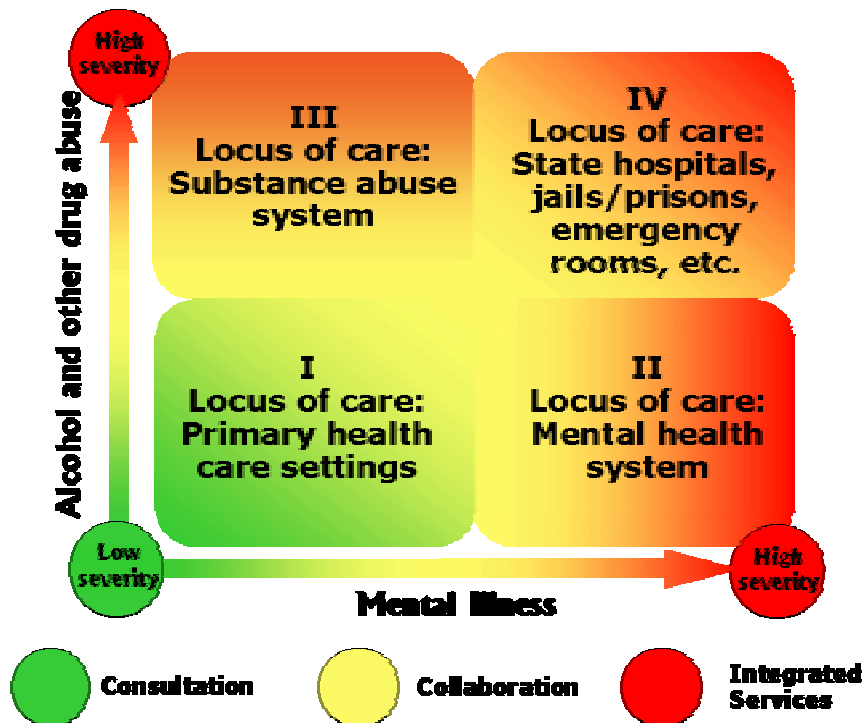 High
severity
III
Locus of care:
Substance abuse
system
IV
Locus of care:
State hospitals,
jails/prisons,
emergency
rooms, etc.
Alcohol and other drug abuse
I
Locus of care:
Primary health
care settings
II
Locus of care:
Mental health
system
Low
severity
High
severity
Mental Illness
Consultation
Collaboration
Integrated
Services